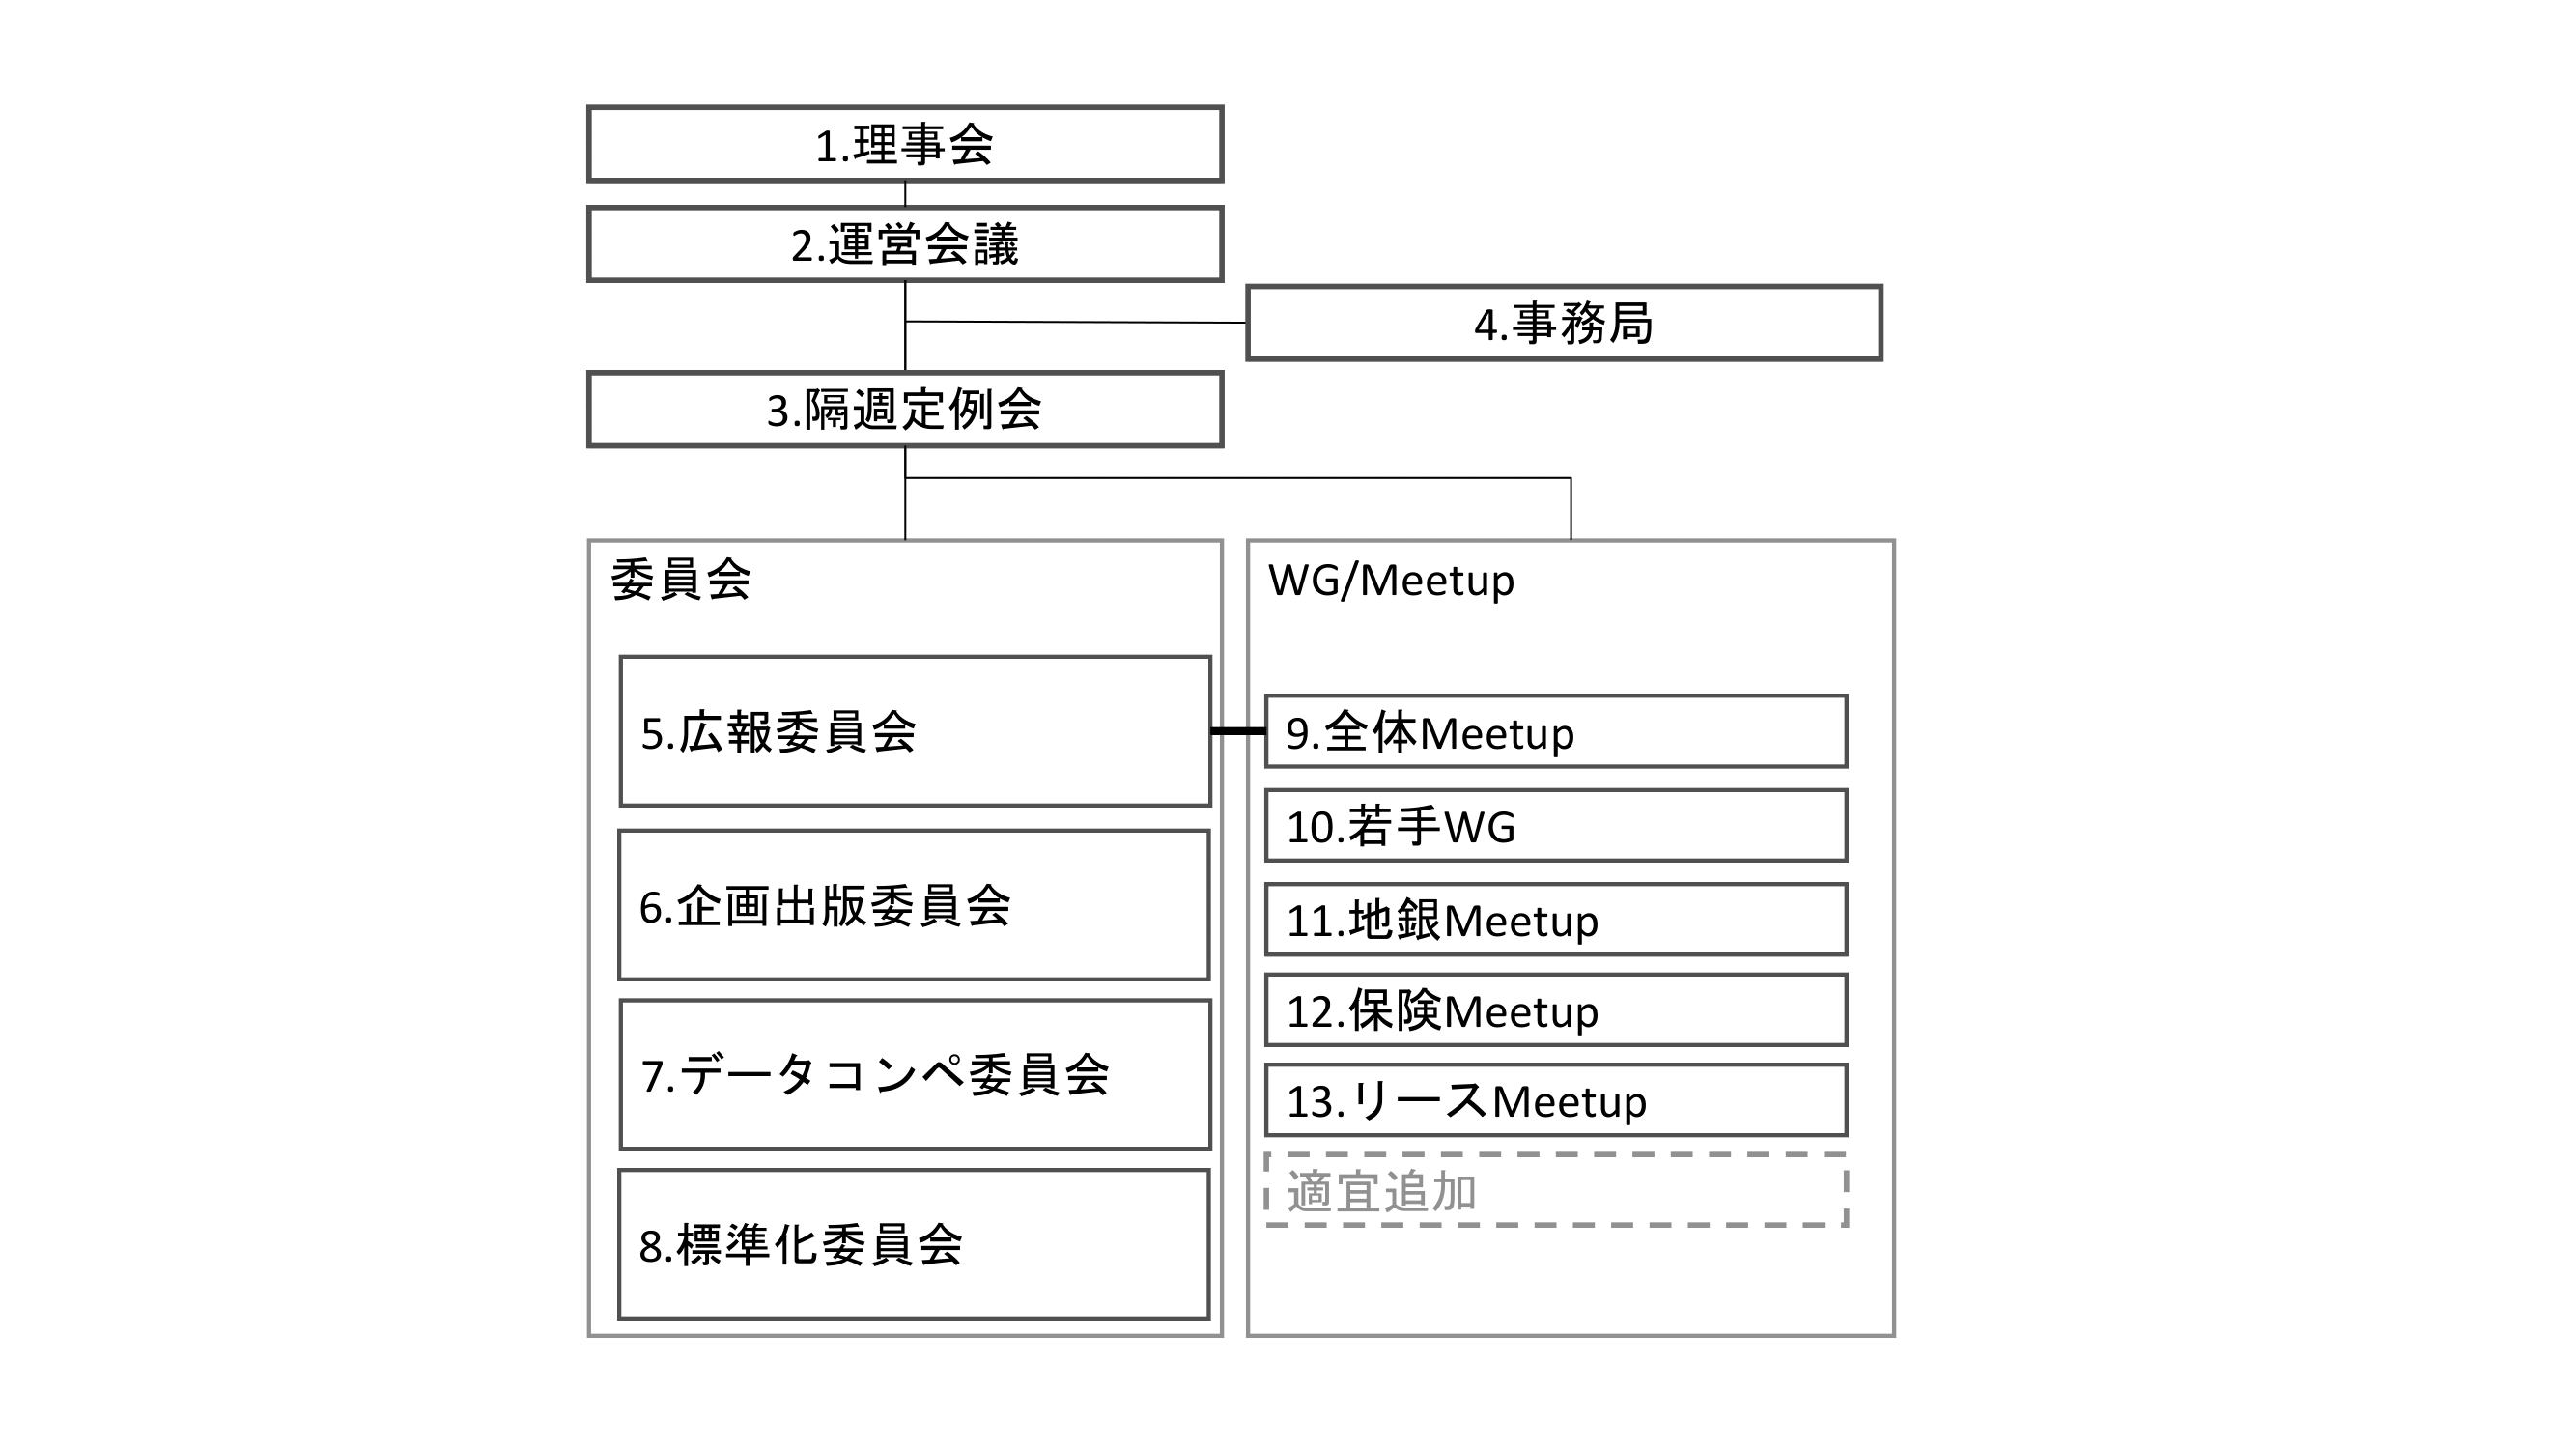 1.理事会
2.運営会議
4.事務局
3.隔週定例会
委員会
5.広報委員会
6.企画出版委員会
7.データコンペ委員会
8.標準化委員会
WG/Meetup
9.全体Meetup
10.若手WG
11.地銀Meetup
12.保険Meetup
13.リースMeetup
適宜追加